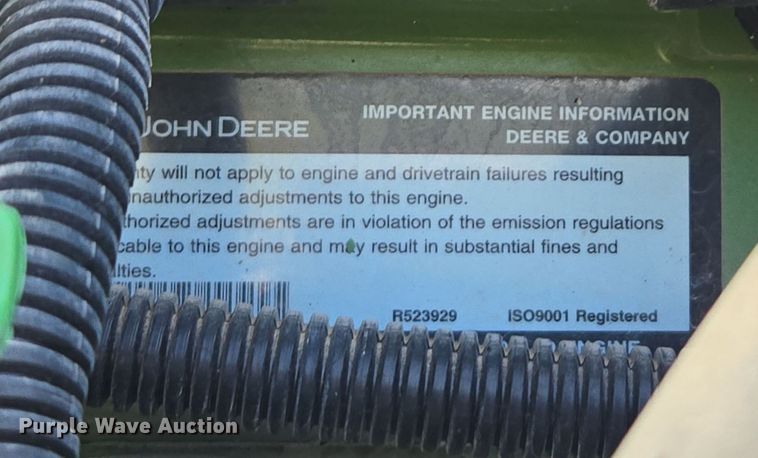 JOHN DEERE
IMPORTANT ENGINE INFORMATION
DEERE & COMPANY
nty will not apply to engine and drivetrain failures resulting
nauthorized adjustments to this engine.
thorized adjustments are in violation of the emission regulations
cable to this engine and may result in substantial fines and
lties.
R523929 ISO9001 Registered
ENGINE
Purple Wave Auction